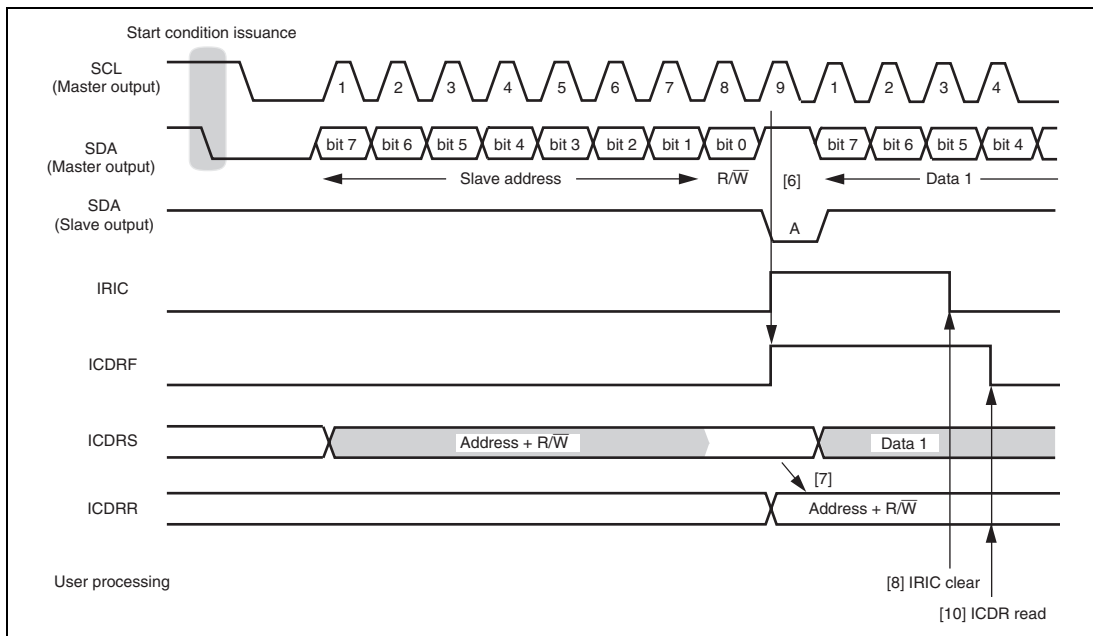 Start condition issuance
SCL
(Master output)
1 2 3 4 5 6 7 8 9 1 2 3 4
SDA
(Master output)
bit 7 bit 6 bit 5 bit 4 bit 3 bit 2 bit 1 bit 0 bit 7 bit 6 bit 5 bit 4
Slave address R/W̅ [6] Data 1
SDA
(Slave output)
A
IRIC
ICDRF
ICDRS
Address + R/W̅ Data 1
[7]
ICDRR
Address + R/W̅
User processing
[8] IRIC clear
[10] ICDR read